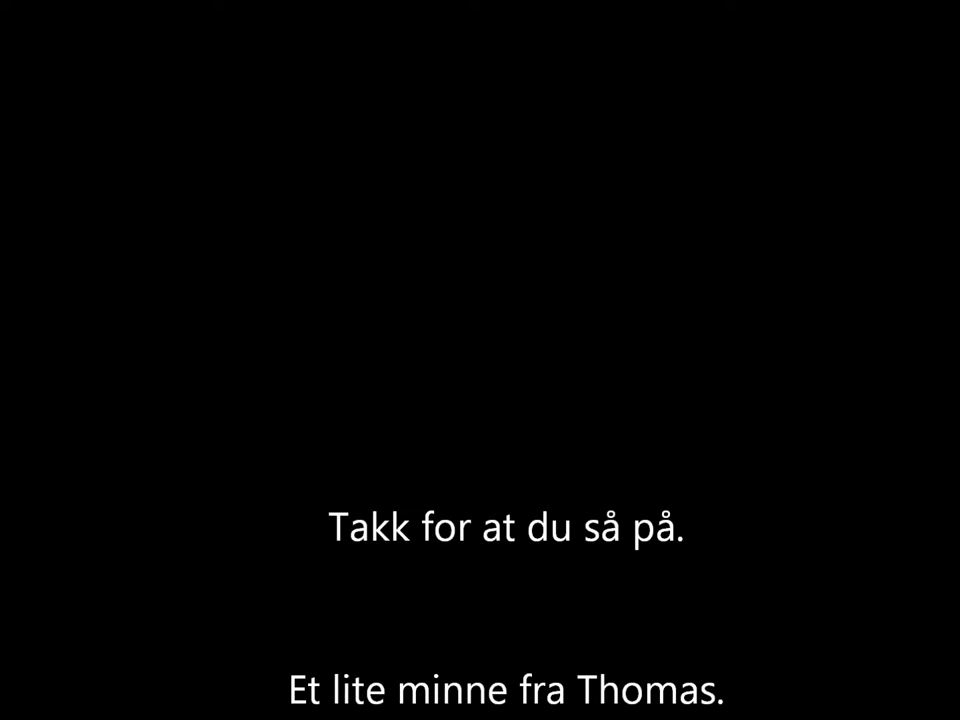 Takk for at du så på.
Et lite minne fra Thomas.